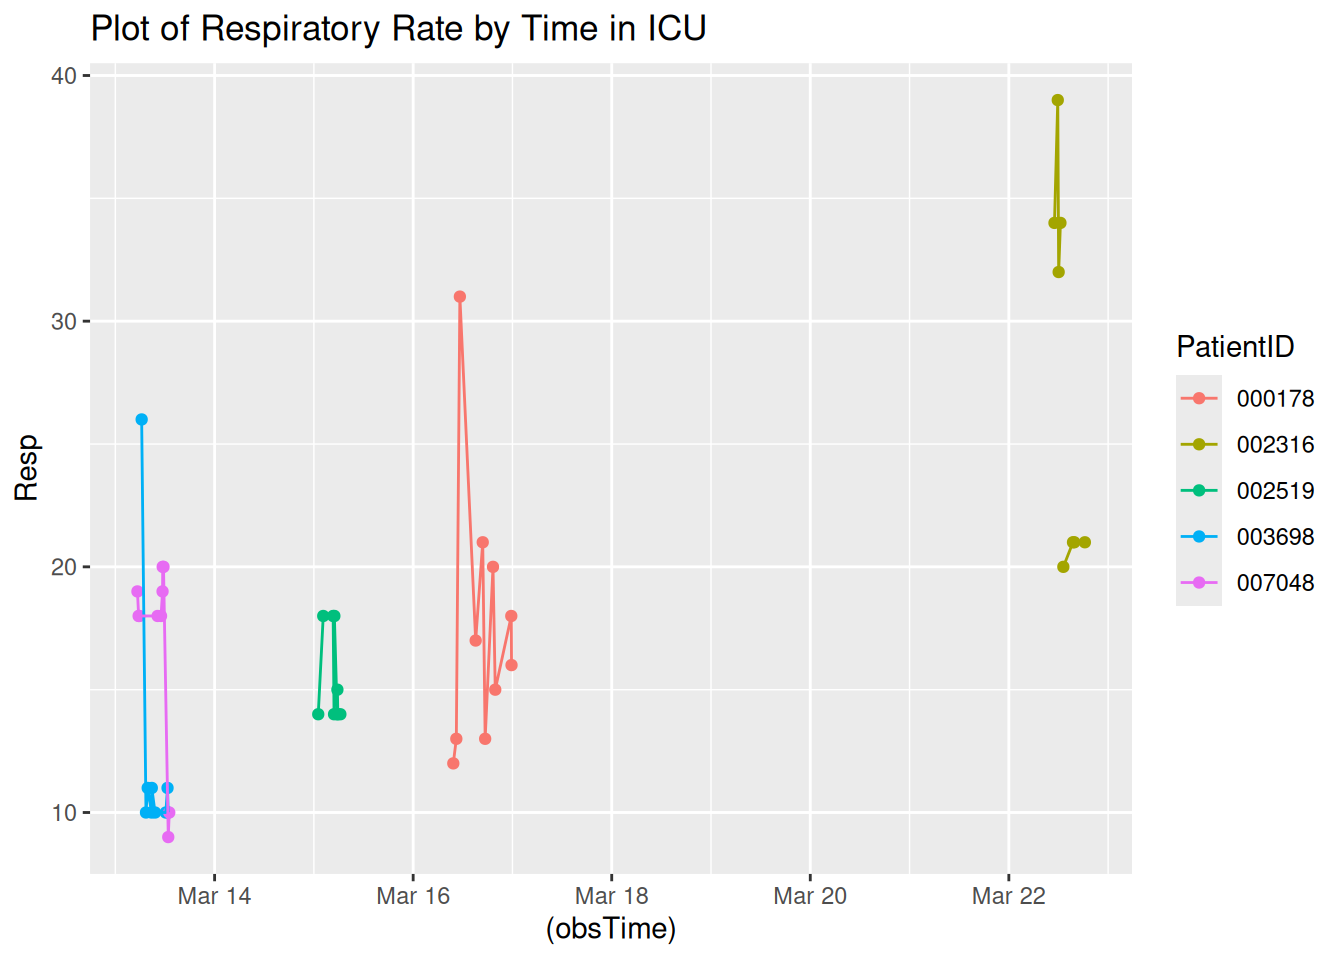 Plot of Respiratory Rate by Time in ICU
40
30
20
10
Resp
Mar 14
Mar 16
Mar 18
Mar 20
Mar 22
(obsTime)
PatientID
000178
002316
002519
003698
007048